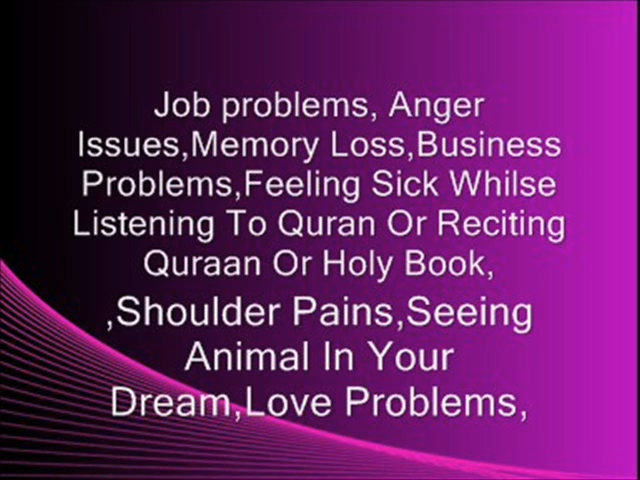 Job problems, Anger
Issues,Memory Loss,Business
Problems,Feeling Sick Whilse
Listening To Quran Or Reciting
Quraan Or Holy Book,
,Shoulder Pains,Seeing
Animal In Your
Dream,Love Problems,